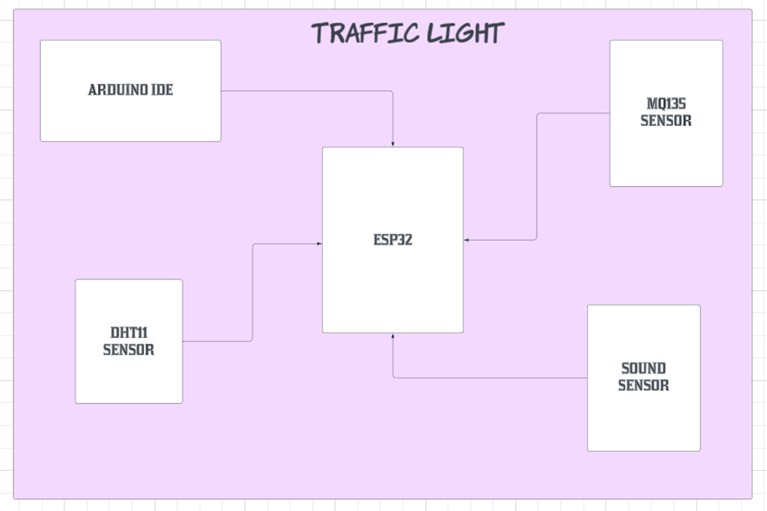 TRAFFIC LIGHT
ARDUINO IDE
MQ135
SENSOR
ESP32
DHT11
SENSOR
SOUND
SENSOR